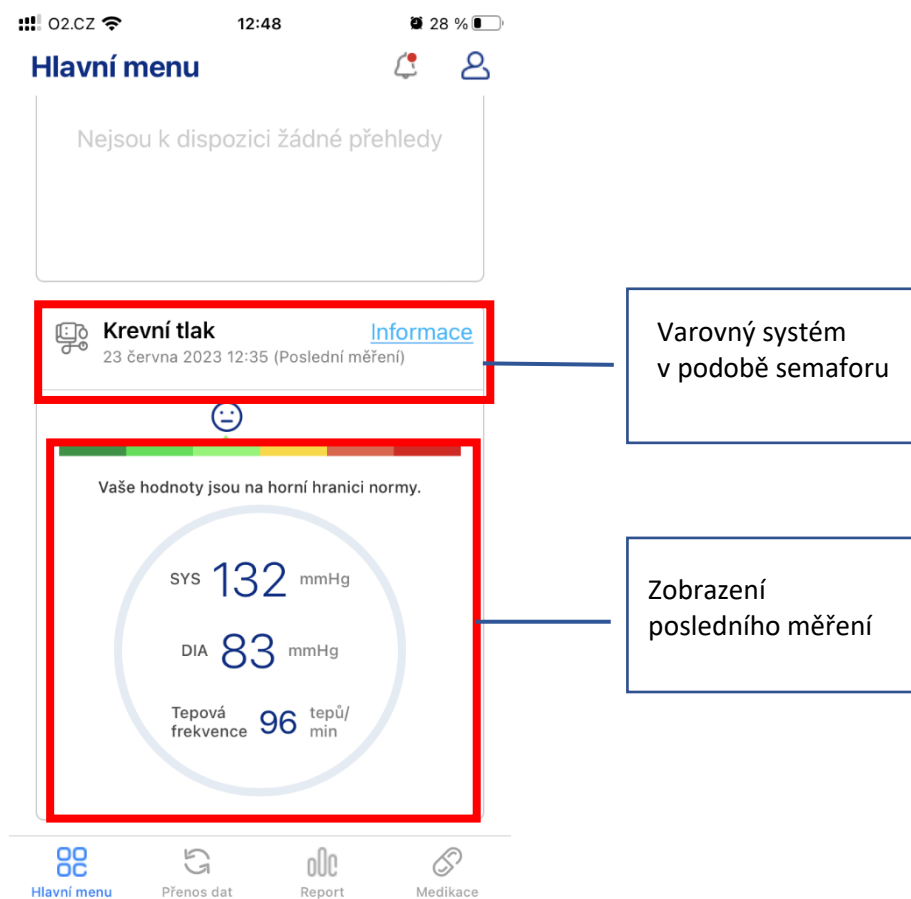 O2.CZ 12:48 28 %
Hlavní menu
Nejsou k dispozici žádné přehledy
Krevní tlak Informace
23 června 2023 12:35 (Poslední měření)
Varovný systém
v podobě semaforu
Vaše hodnoty jsou na horní hranici normy.
SYS 132 mmHg
DIA 83 mmHg
Tepová
frekvence 96 tepů/
min
Zobrazení
posledního měření
Hlavní menu Přenos dat Report Medikace